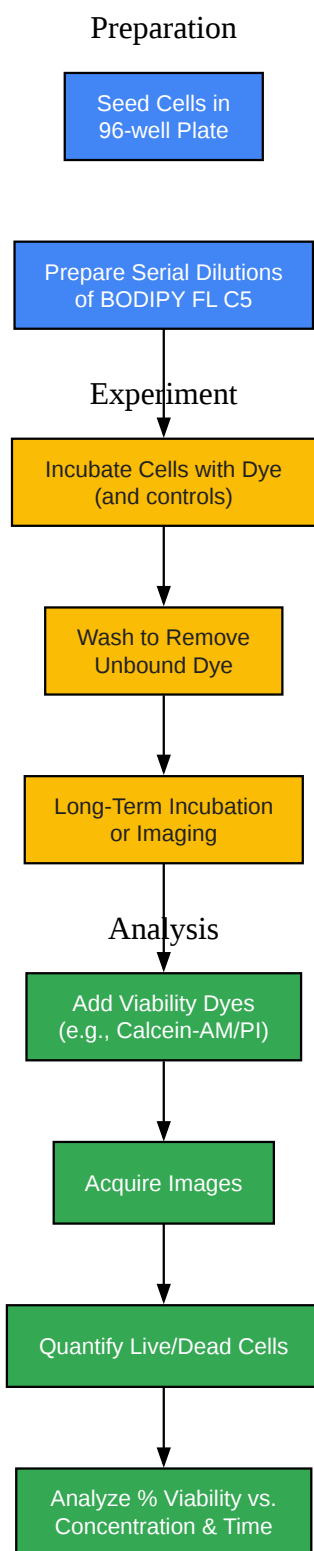 Preparation
Seed Cells in
96-well Plate
Prepare Serial Dilutions
of BODIPY FL C5
Experiment
Incubate Cells with Dye
(and controls)
Wash to Remove
Unbound Dye
Long-Term Incubation
or Imaging
Analysis
Add Viability Dyes
(e.g., Calcein-AM/PI)
Acquire Images
Quantify Live/Dead Cells
Analyze % Viability vs.
Concentration & Time